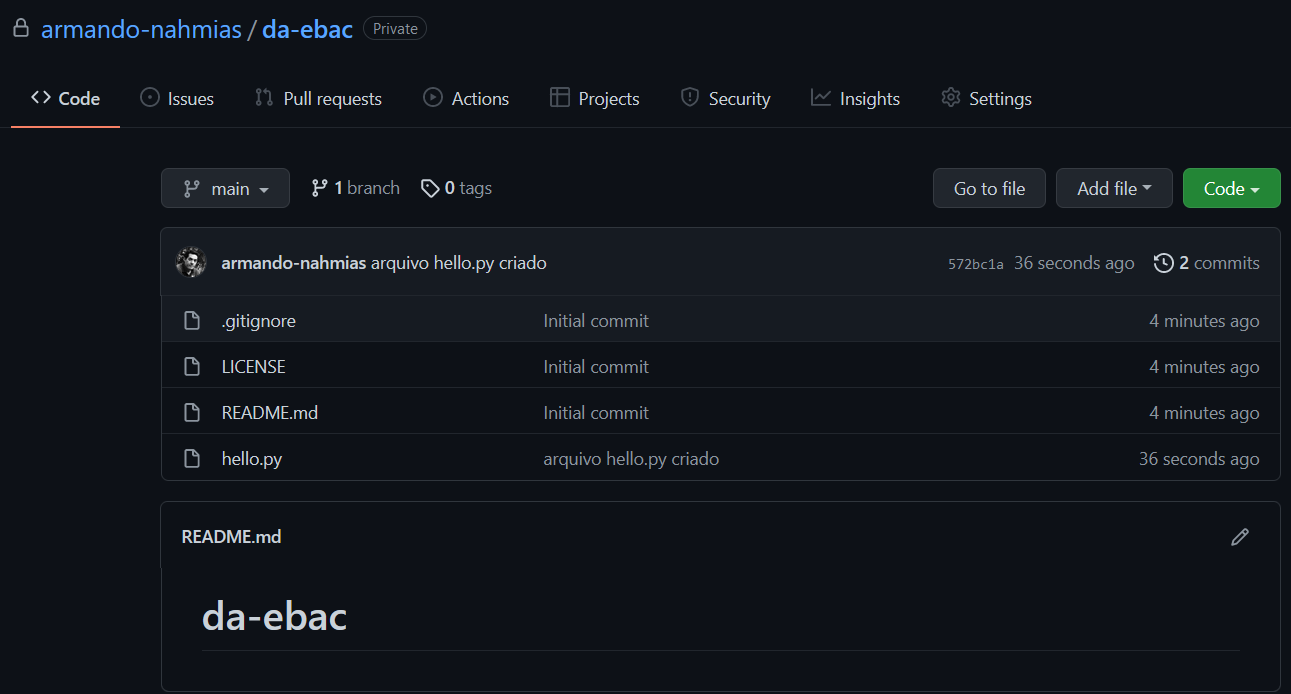 armando-nahmias / da-ebac Private
Code Issues Pull requests Actions Projects Security Insights Settings
main 1 branch 0 tags Go to file Add file Code
armando-nahmias arquivo hello.py criado 572bc1a 36 seconds ago 2 commits
.gitignore Initial commit 4 minutes ago
LICENSE Initial commit 4 minutes ago
README.md Initial commit 4 minutes ago
hello.py arquivo hello.py criado 36 seconds ago
README.md
da-ebac